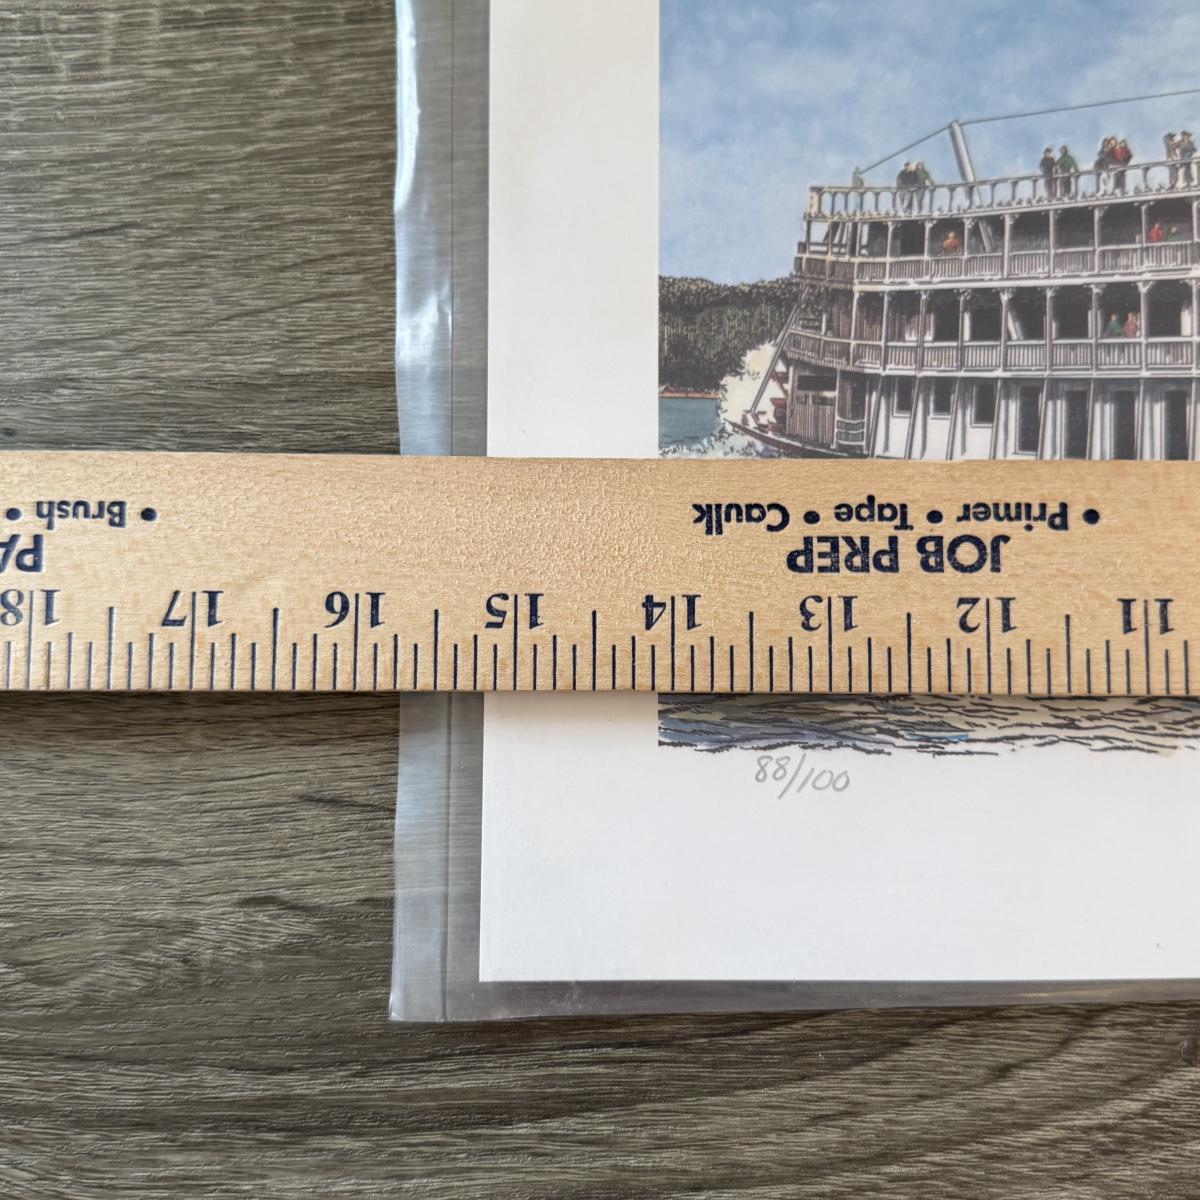 • Primer • Tape • Caulk
JOB PREP
• Brush •
PA
11 12 13 14 15 16 17 18
88/100